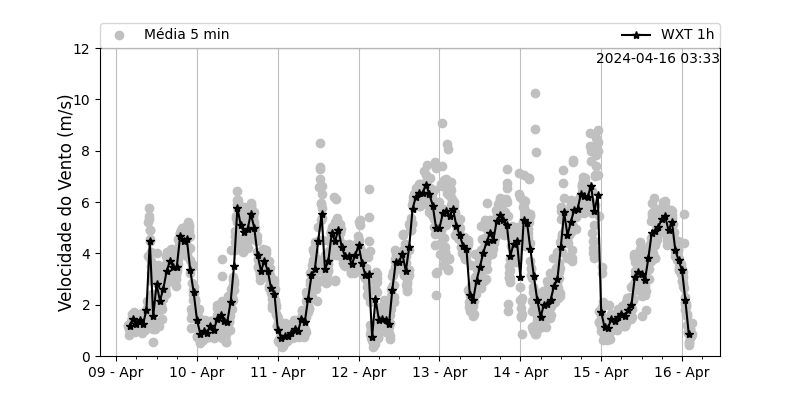 Média 5 min
WXT 1h
2024-04-16 03:33
Velocidade do Vento (m/s)
12
10
8
6
4
2
0
09 - Apr
10 - Apr
11 - Apr
12 - Apr
13 - Apr
14 - Apr
15 - Apr
16 - Apr